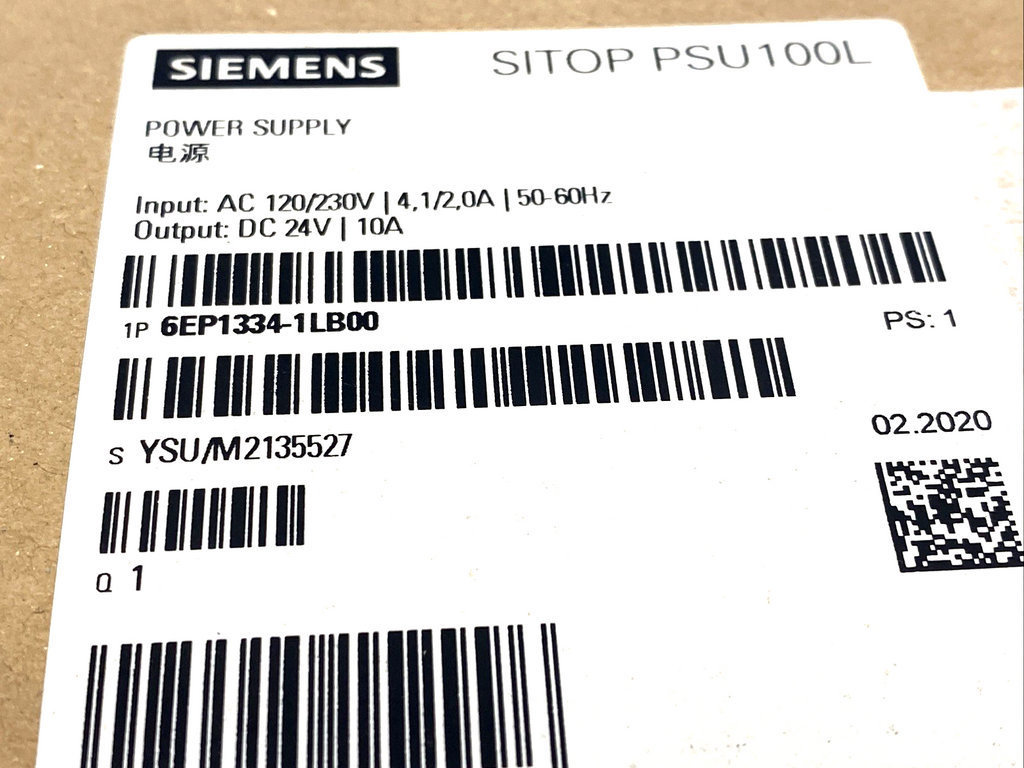 SIEMENS SITOP PSU100L
POWER SUPPLY
电源
Input: AC 120/230V | 4,1/2,0A | 50-60Hz
Output: DC 24V | 10A
1P 6EP1334-1LB00 PS: 1
02.2020
S YSU/M2135527
Q 1